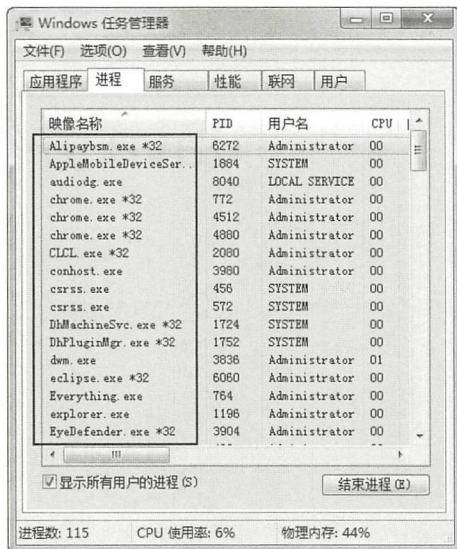 Windows 任务管理器
文件(F) 选项(O) 查看(V) 帮助(H)
应用程序 进程 服务 性能 联网 用户
映像名称 PID 用户名 CPU
Alipaybsm.exe *32 6272 Administrator 00
AppleMobileDeviceSer... 1884 SYSTEM 00
audiodg.exe 8040 LOCAL SERVICE 00
chrome.exe *32 772 Administrator 00
chrome.exe *32 4512 Administrator 00
chrome.exe *32 4880 Administrator 00
CLCL.exe *32 2080 Administrator 00
conhost.exe 3980 Administrator 00
csrss.exe 456 SYSTEM 00
csrss.exe 572 SYSTEM 00
DhMachineSvc.exe *32 1724 SYSTEM 00
DhPluginMgr.exe *32 1752 SYSTEM 00
dwm.exe 3836 Administrator 01
eclipse.exe *32 6060 Administrator 00
Everything.exe 764 Administrator 00
explorer.exe 1196 Administrator 00
EyeDefender.exe *32 3904 Administrator 00
显示所有用户的进程(S) 结束进程(E)
进程数: 115 CPU 使用率: 6% 物理内存: 44%